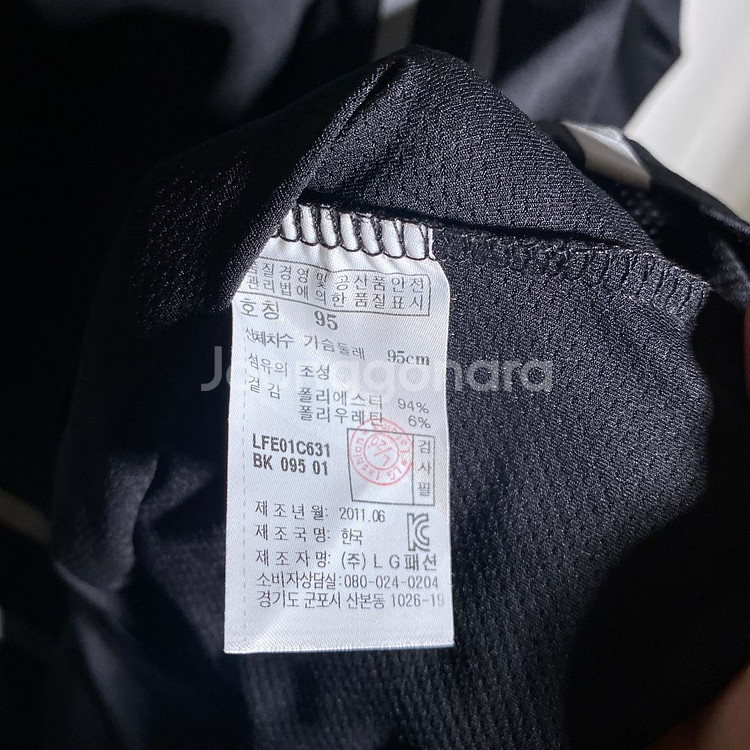 품질경영 및 공산품안전
관리법에 의한 품질표시
호칭 95
신체치수 가슴둘레 95cm
섬유의 조성
겉감 폴리에스터 94%
폴리우레탄 6%
LFE01C631
BK 095 01
검사필
LG fashion
제조년월: 2011.06
제조국명: 한국
제조자명: (주) LG패션
소비자상담실:080-024-0204
경기도 군포시 산본동 1026-19
Joonggonara